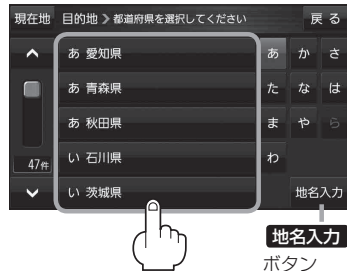 現在地 目的地 > 都道府県を選択してください 戻る
あ 愛知県 あ か さ
あ 青森県 た な は
あ 秋田県 ま や ら
い 石川県 わ
47件
い 茨城県 地名入力
地名入力
ボタン